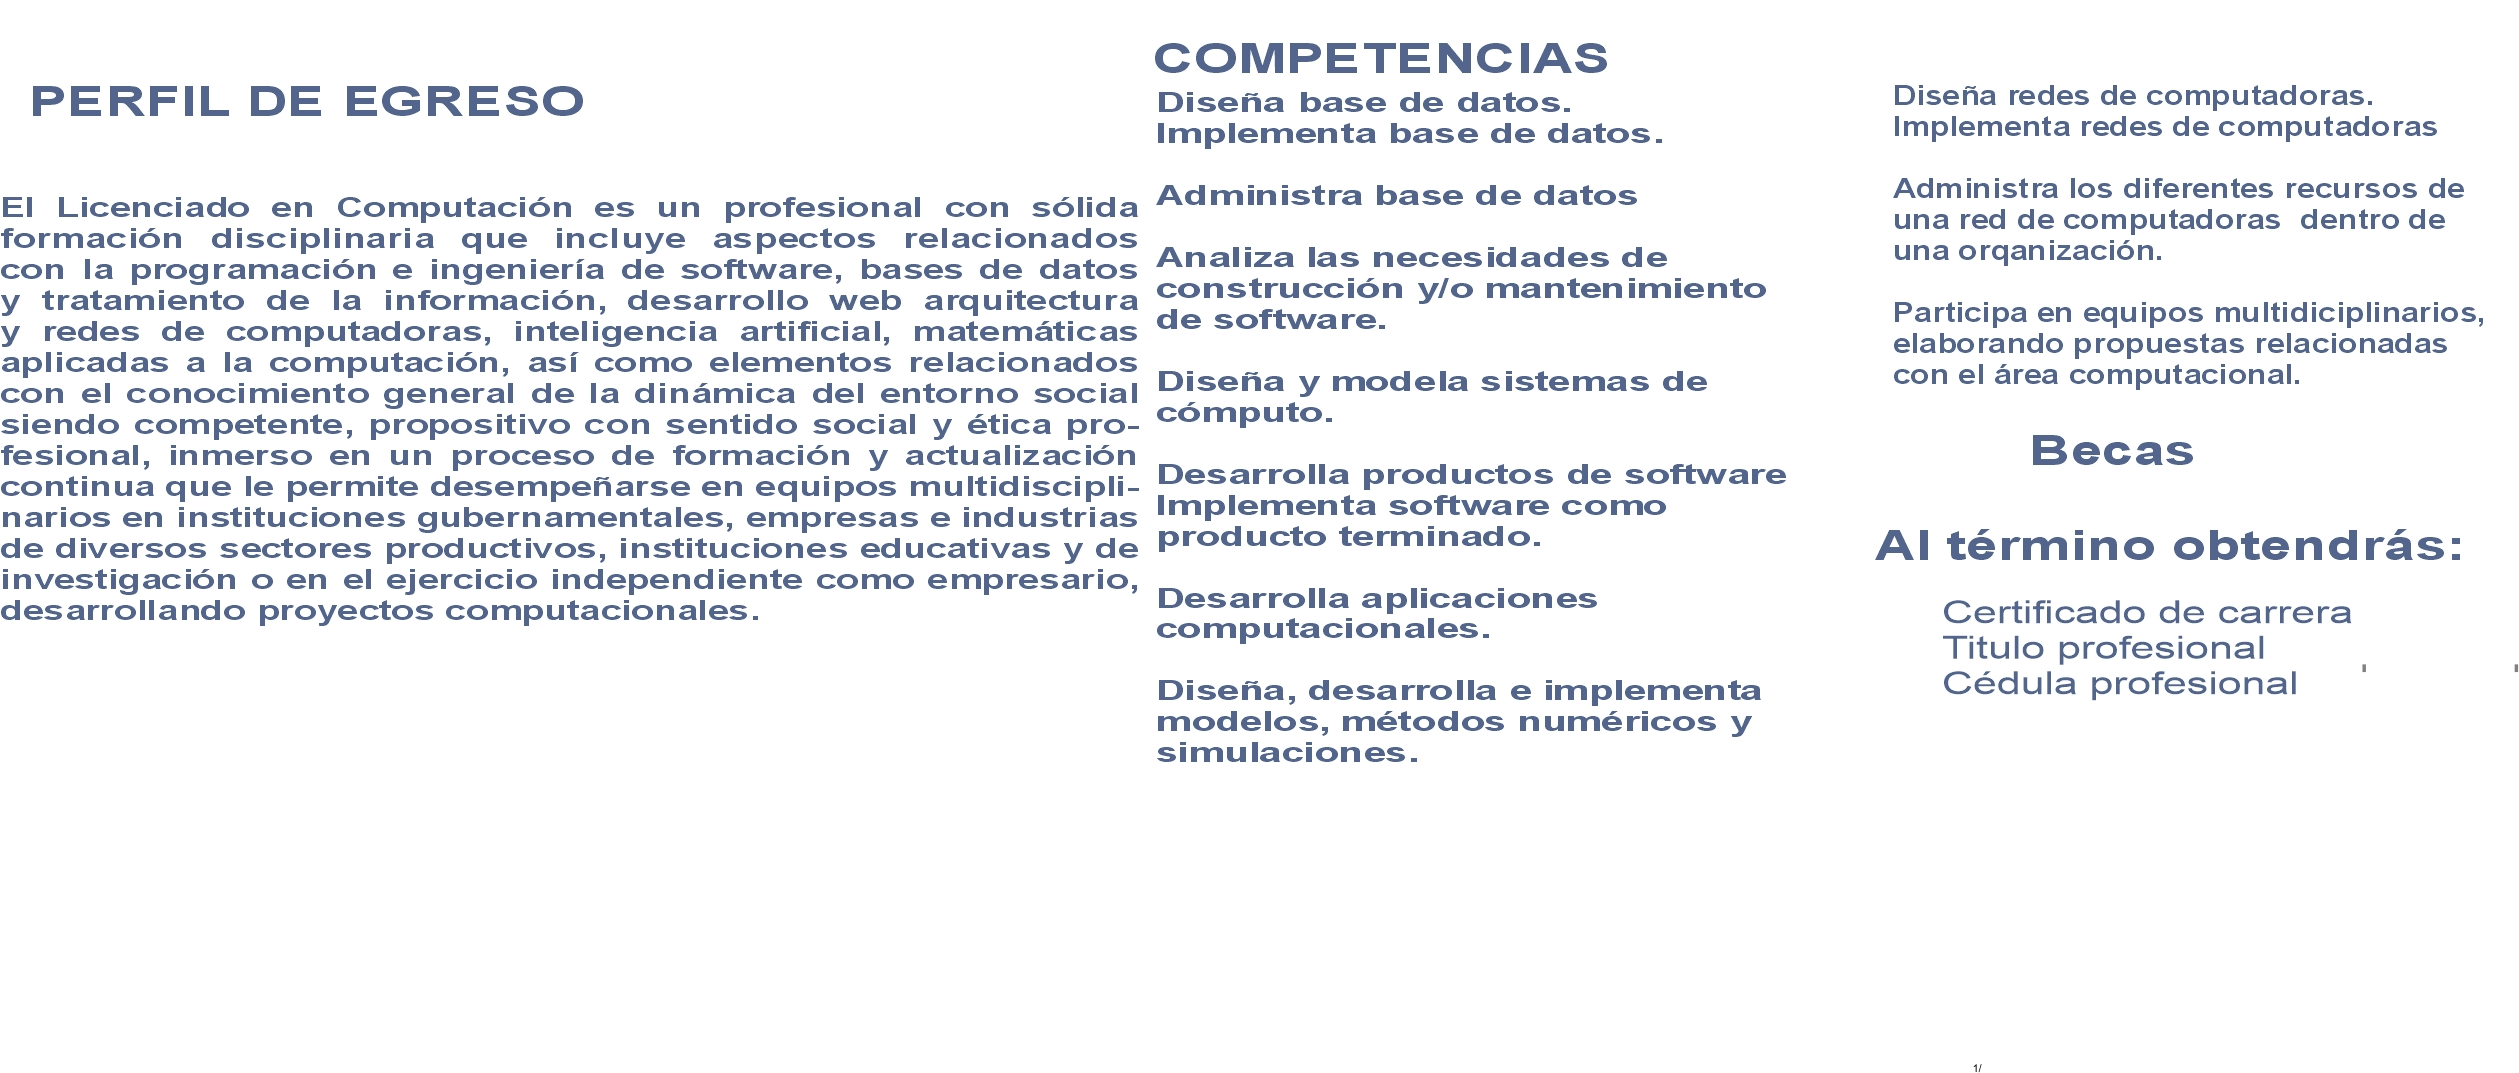 PERFIL DE EGRESO
El Licenciado en Computación es un profesional con sólida
formación disciplinaria que incluye aspectos relacionados
con la programación e ingeniería de software, bases de datos
y tratamiento de la información, desarrollo web arquitectura
y redes de computadoras, inteligencia artificial, matemáticas
aplicadas a la computación, así como elementos relacionados
con el conocimiento general de la dinámica del entorno social
siendo competente, propositivo con sentido social y ética pro-
fesional, inmerso en un proceso de formación y actualización
continua que le permite desempeñarse en equipos multidiscipli-
narios en instituciones gubernamentales, empresas e industrias
de diversos sectores productivos, instituciones educativas y de
investigación o en el ejercicio independiente como empresario,
desarrollando proyectos computacionales.
COMPETENCIAS
Diseña base de datos.
Implementa base de datos.
Administra base de datos
Analiza las necesidades de
construcción y/o mantenimiento
de software.
Diseña y modela sistemas de
cómputo.
Desarrolla productos de software
Implementa software como
producto terminado.
Desarrolla aplicaciones
computacionales.
Diseña, desarrolla e implementa
modelos, métodos numéricos y
simulaciones.
Diseña redes de computadoras.
Implementa redes de computadoras
Administra los diferentes recursos de
una red de computadoras  dentro de
una orqanización.
Participa en equipos multidiciplinarios,
elaborando propuestas relacionadas
con el área computacional.
Becas
Al término obtendrás:
Certificado de carrera
Titulo profesional
Cédula profesional
1/